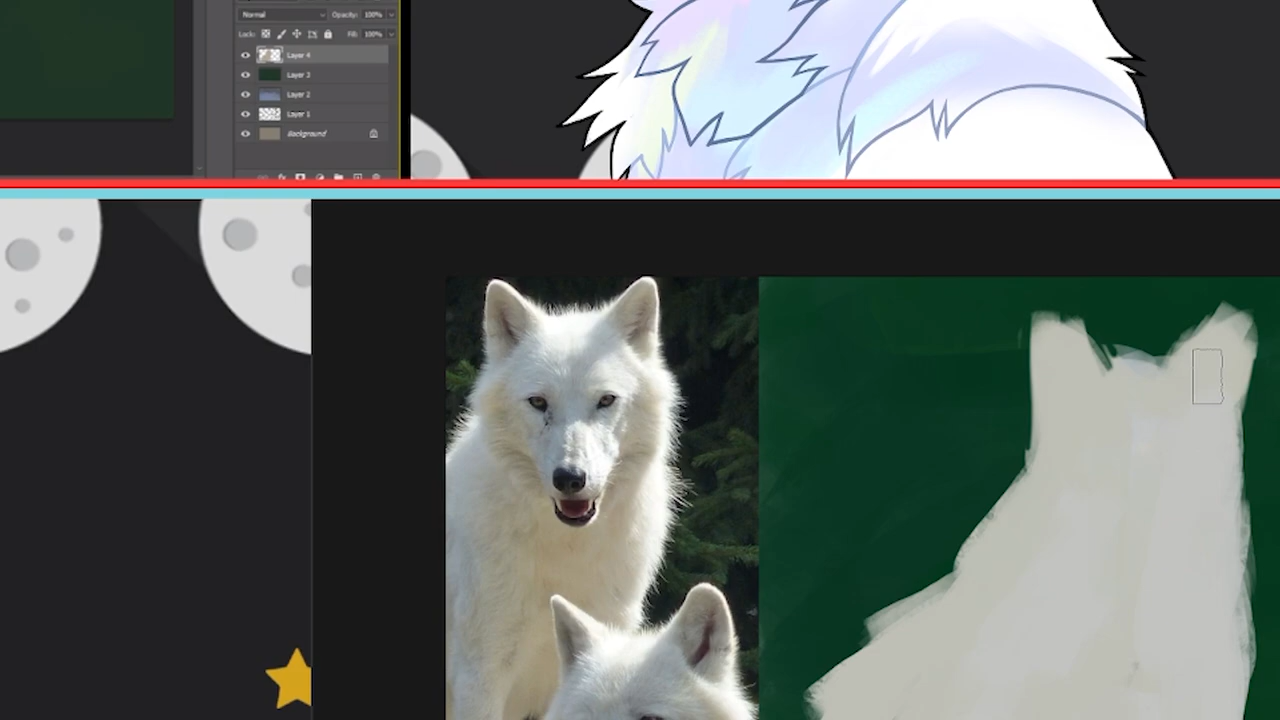 Normal Opacity: 100%
Lock: Fill: 100%
Layer 4
Layer 3
Layer 2
Layer 1
Background